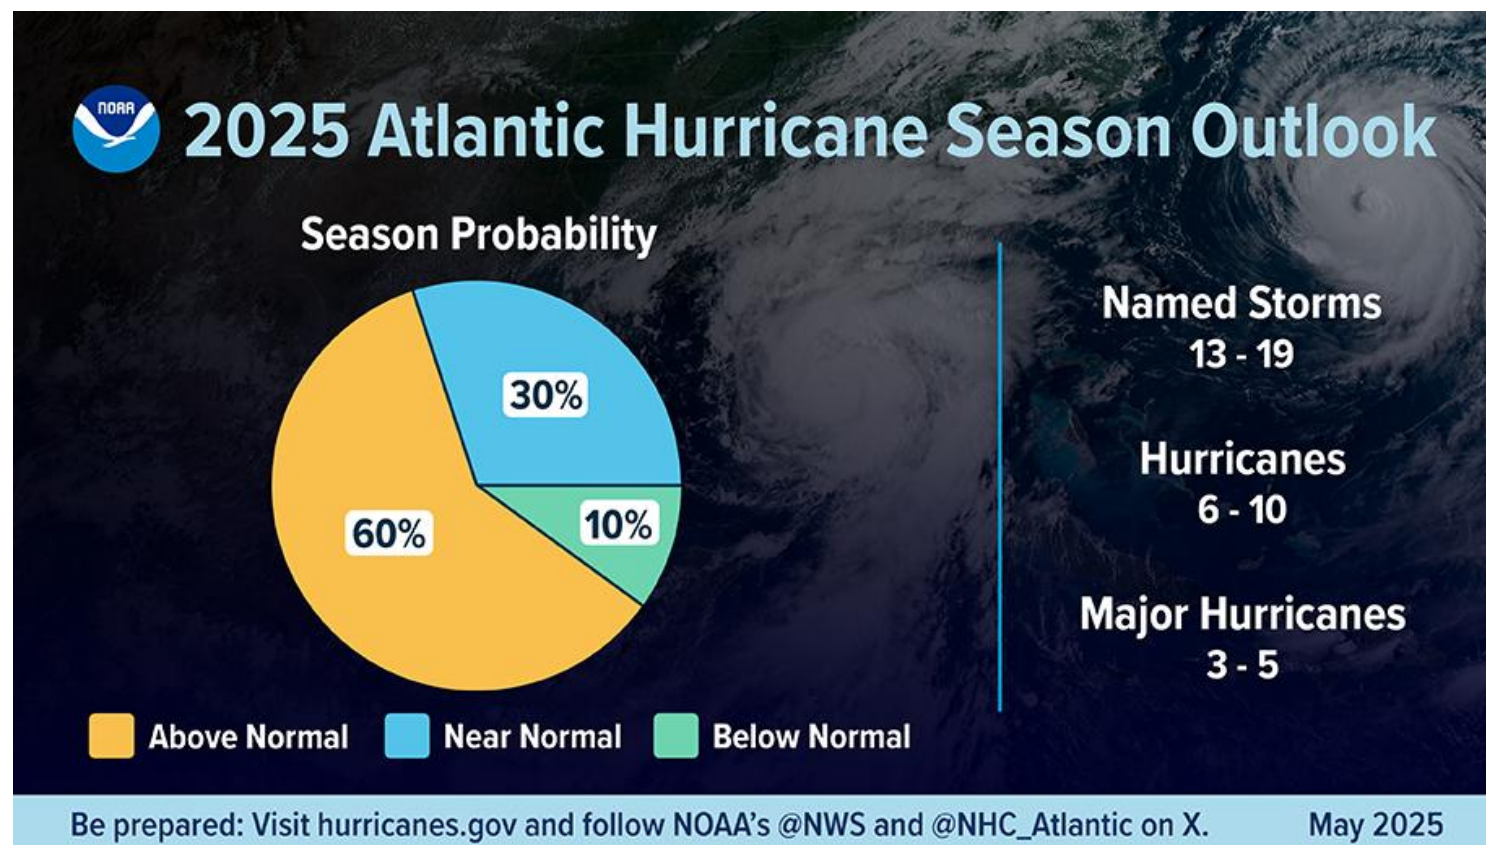 NOAA
2025 Atlantic Hurricane Season Outlook
Season Probability
30%
60%
10%
Above Normal
Near Normal
Below Normal
Named Storms
13 - 19
Hurricanes
6 - 10
Major Hurricanes
3 - 5
Be prepared: Visit hurricanes.gov and follow NOAA's @NWS and @NHC_Atlantic on X.
May 2025